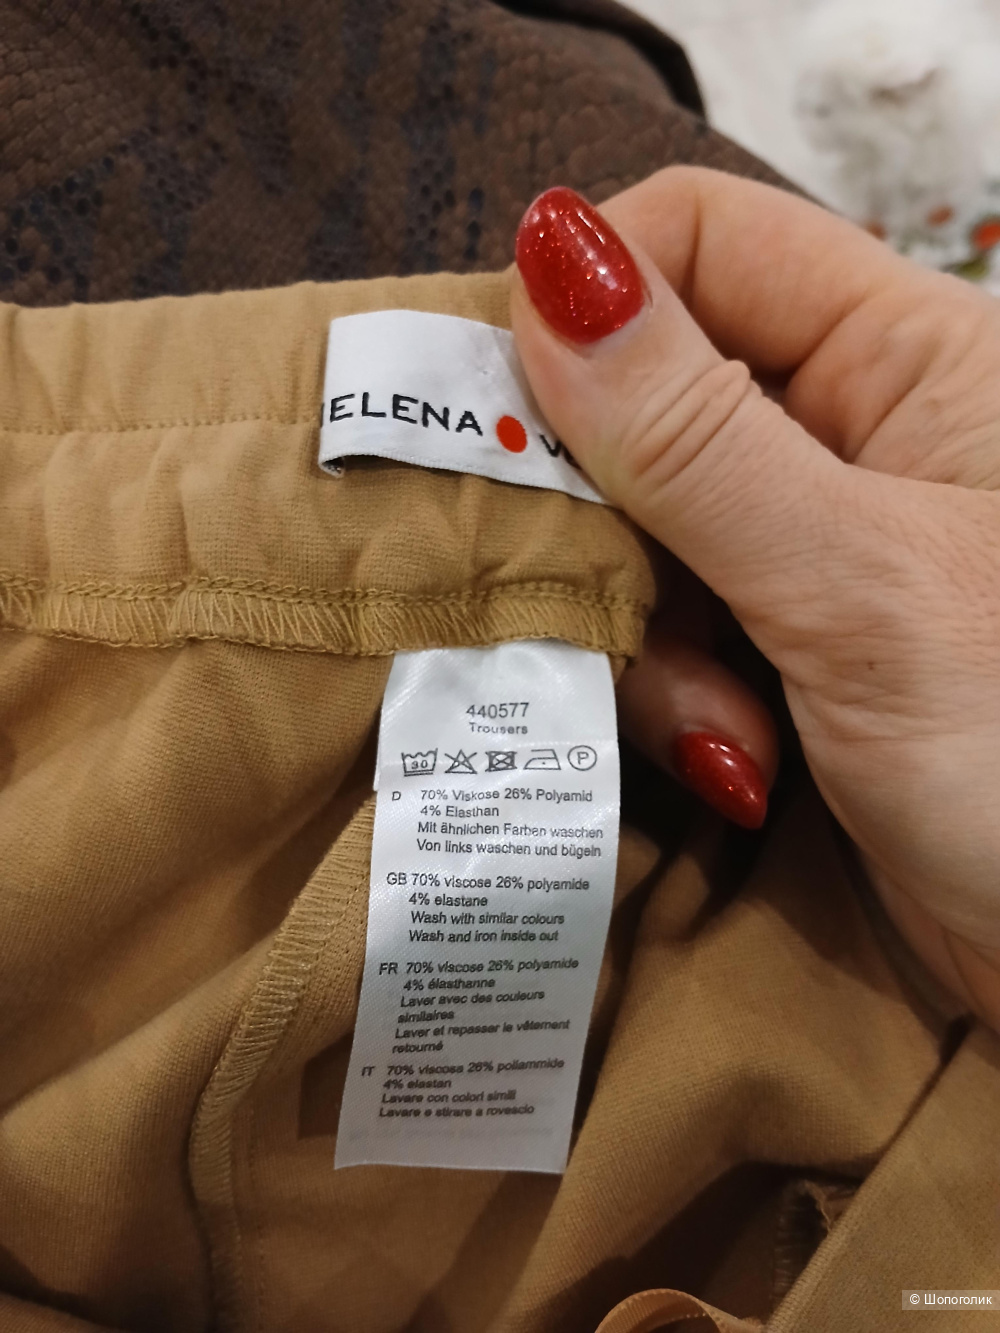 ELENA
440577
Trousers
30
P
D 70% Viskose 26% Polyamid
4% Elasthan
Mit ähnlichen Farben waschen
Von links waschen und bügeln
GB 70% viscose 26% polyamide
4% elastane
Wash with similar colours
Wash and iron inside out
FR 70% viscose 26% polyamide
4% élasthanne
Laver avec des couleurs
similaires
Laver et repasser le vêtement
retourné
IT 70% viscosa 26% poliammide
4% elastan
Lavare con colori simili
Lavare e stirare a rovescio
© Шопоголик